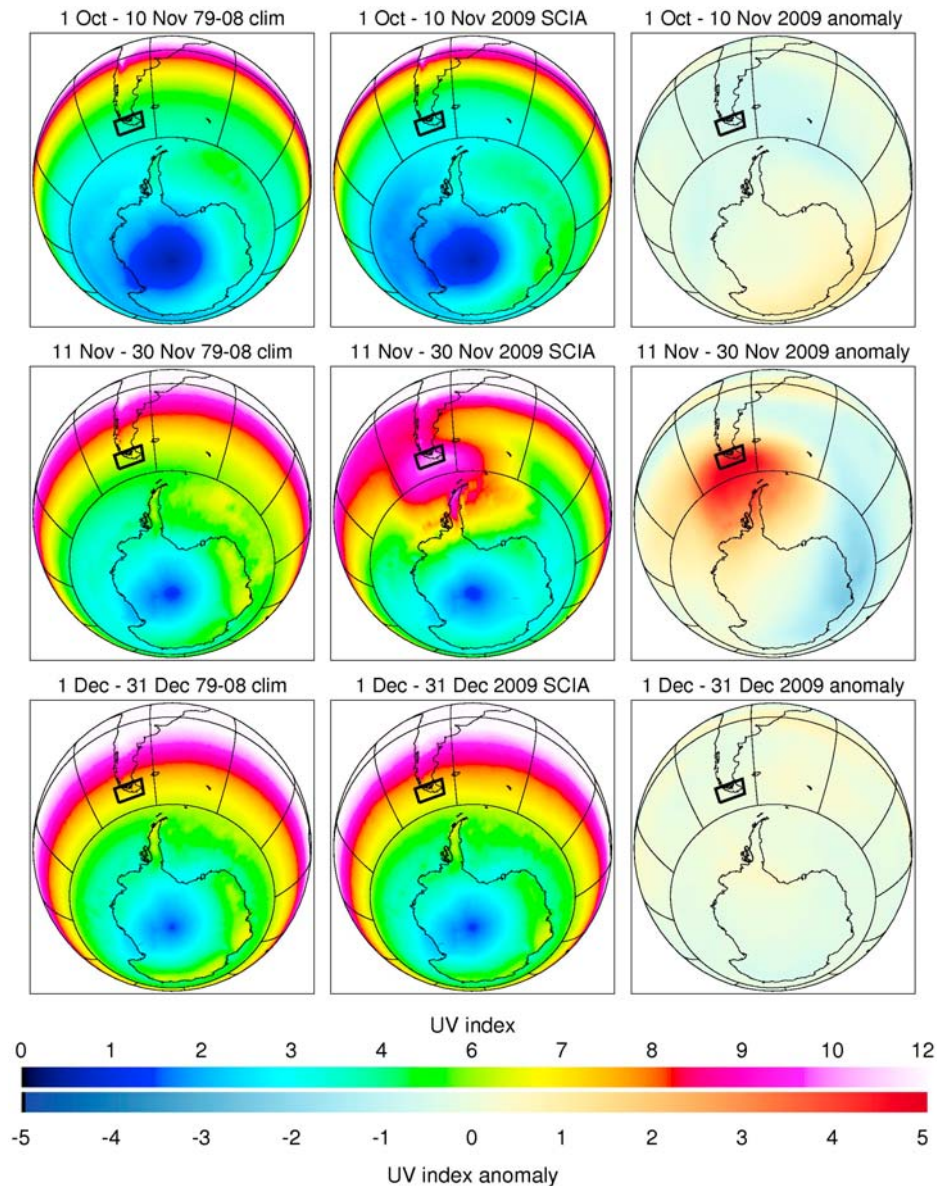 1 Oct - 10 Nov 79-08 clim 1 Oct - 10 Nov 2009 SCIA 1 Oct - 10 Nov 2009 anomaly
11 Nov - 30 Nov 79-08 clim 11 Nov - 30 Nov 2009 SCIA 11 Nov - 30 Nov 2009 anomaly
1 Dec - 31 Dec 79-08 clim 1 Dec - 31 Dec 2009 SCIA 1 Dec - 31 Dec 2009 anomaly
UV index
0 1 2 3 4 6 7 8 9 10 12
-5 -4 -3 -2 -1 0 1 2 3 4 5
UV index anomaly